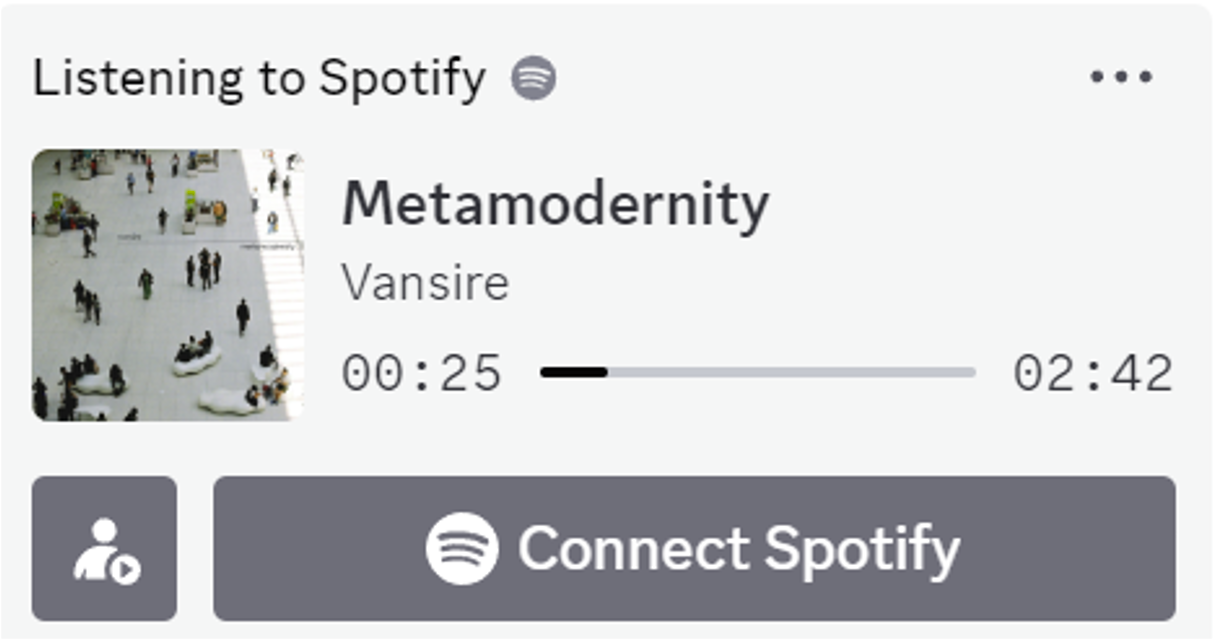 Listening to Spotify
Metamodernity
Vansire
00:25 02:42
Connect Spotify